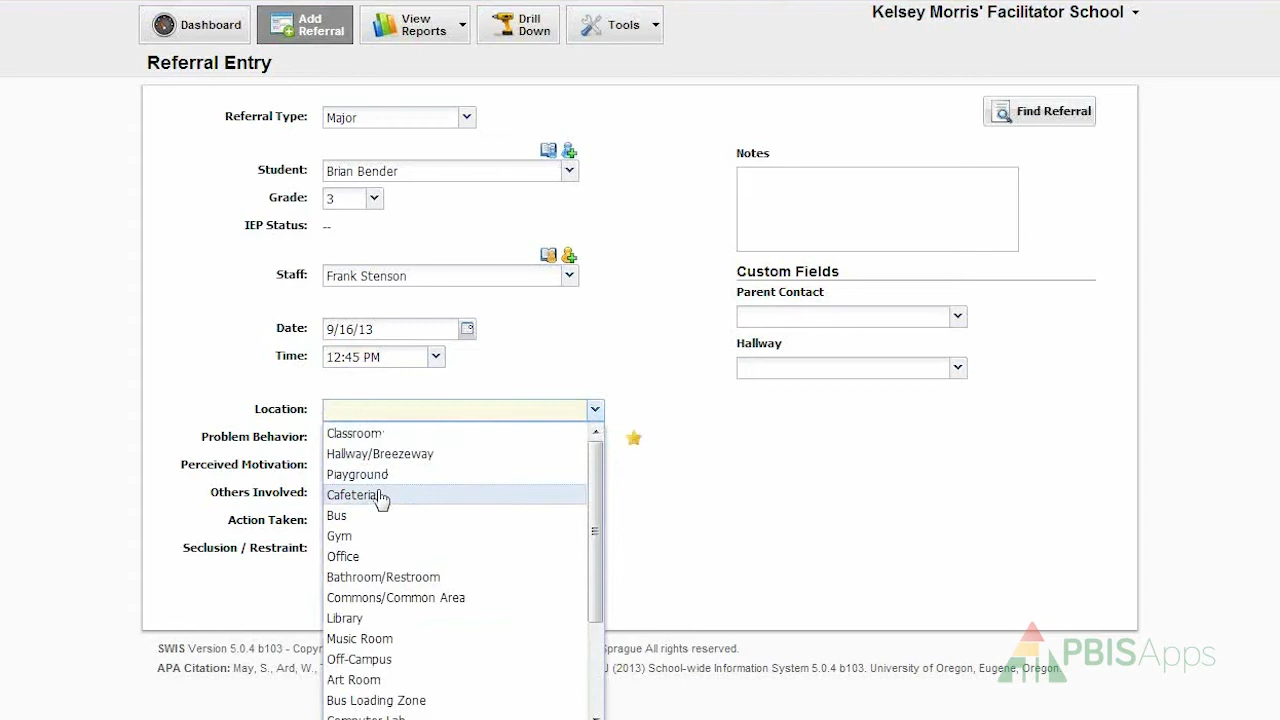 Dashboard
Add Referral
View Reports
Drill Down
Tools
Kelsey Morris' Facilitator School
Referral Entry
Find Referral
Referral Type: Major
Student: Brian Bender
Grade: 3
IEP Status: --
Staff: Frank Stenson
Date: 9/16/13
Time: 12:45 PM
Location:
Problem Behavior:
Perceived Motivation:
Others Involved:
Action Taken:
Seclusion / Restraint:
Classroom
Hallway/Breezeway
Playground
Cafeteria
Bus
Gym
Office
Bathroom/Restroom
Commons/Common Area
Library
Music Room
Off-Campus
Art Room
Bus Loading Zone
Computer Lab
Notes
Custom Fields
Parent Contact
Hallway
SWIS Version 5.0.4 b103 - Sprague All rights reserved.
APA Citation: May, S., Ard, W., (2013) School-wide Information System 5.0.4 b103. University of Oregon, Eugene, Oregon.
PBISApps